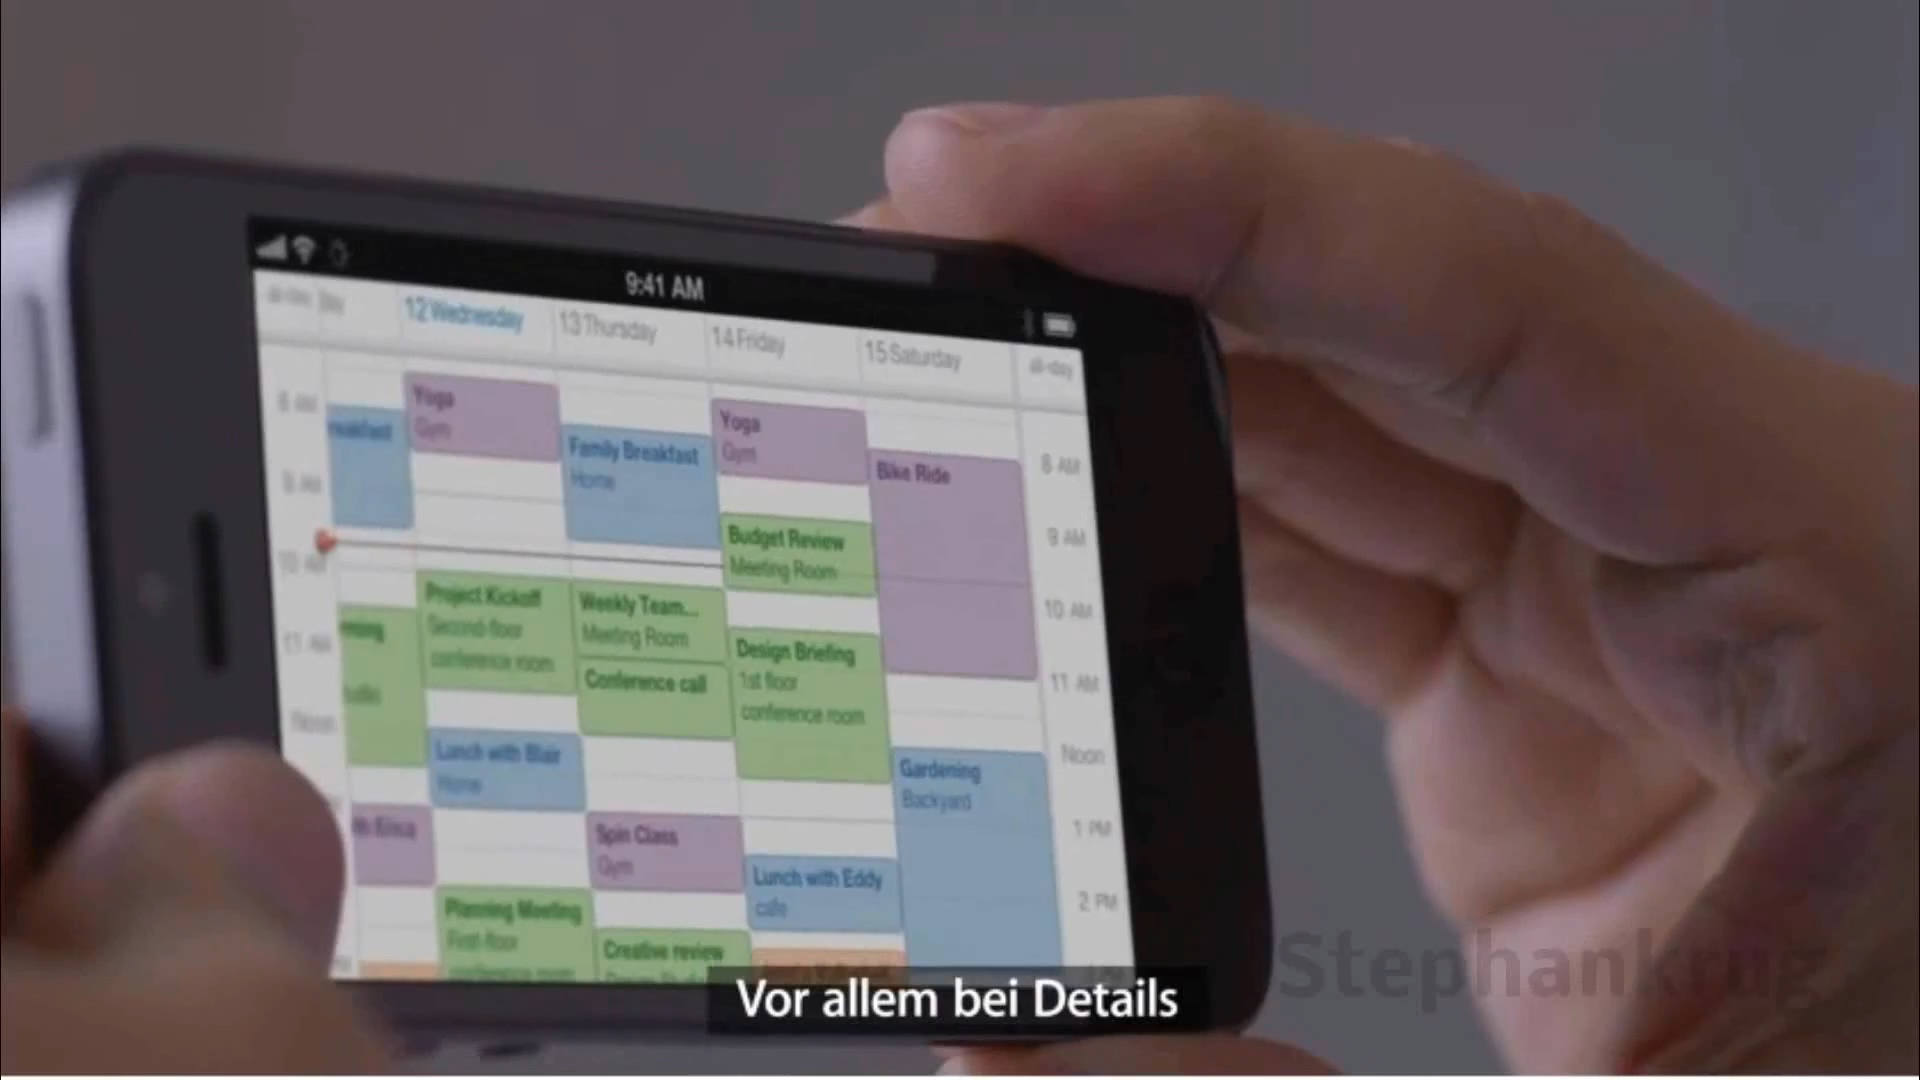 9:41 AM
12 Wednesday
13 Thursday
14 Friday
15 Saturday
all-day
8 AM
9 AM
10 AM
11 AM
Noon
1 PM
2 PM
Yoga
Gym
Project Kickoff
Second-floor
conference room
Lunch with Blair
Home
Planning Meeting
First-floor
conference room
Family Breakfast
Home
Weekly Team...
Meeting Room
Conference call
Spin Class
Gym
Creative review
Yoga
Gym
Budget Review
Meeting Room
Design Briefing
1st floor
conference room
Lunch with Eddy
cafe
Bike Ride
Gardening
Backyard
Vor allem bei Details
Stephankrug